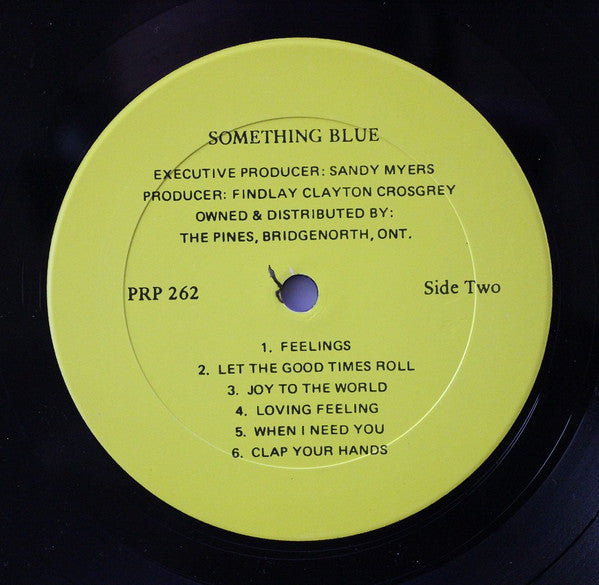 SOMETHING BLUE
EXECUTIVE PRODUCER: SANDY MYERS
PRODUCER: FINDLAY CLAYTON CROSGREY
OWNED & DISTRIBUTED BY:
THE PINES, BRIDGENORTH, ONT.
PRP 262
Side Two
1. FEELINGS
2. LET THE GOOD TIMES ROLL
3. JOY TO THE WORLD
4. LOVING FEELING
5. WHEN I NEED YOU
6. CLAP YOUR HANDS